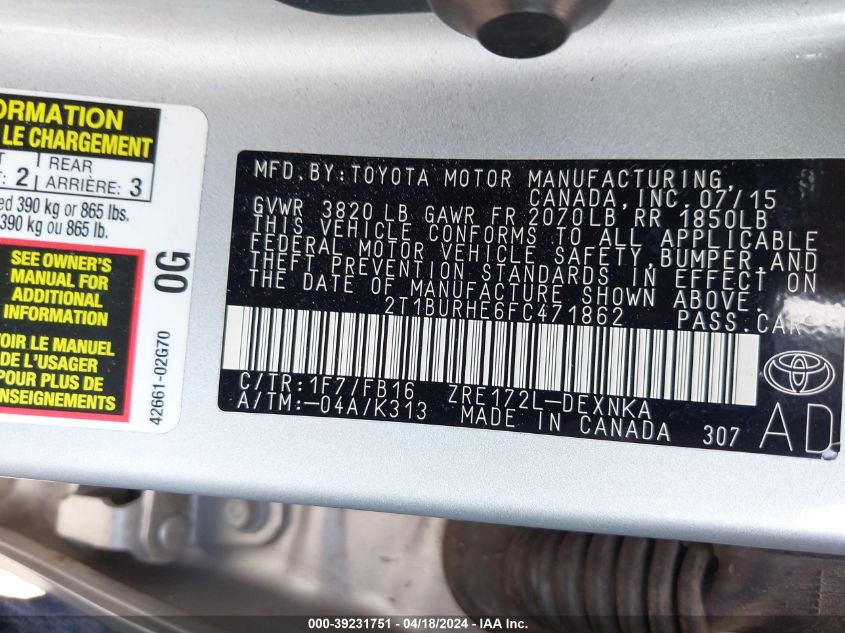 ORMATION
LE CHARGEMENT
2 REAR
ARRIÈRE: 3
390 kg or 865 lbs.
390 kg ou 865 lb.
SEE OWNER'S
MANUAL FOR
ADDITIONAL
INFORMATION
VOIR LE MANUEL
DE L'USAGER
POUR PLUS DE
RENSEIGNEMENTS
42661-02G70
0G
MFD. BY: TOYOTA MOTOR MANUFACTURING,
CANADA, INC. 07/15
GVWR 3820 LB GAWR FR 2070LB, RR 1850LB
THIS VEHICLE CONFORMS TO ALL APPLICABLE
FEDERAL MOTOR VEHICLE SAFETY, BUMPER AND
THEFT PREVENTION STANDARDS IN EFFECT ON
THE DATE OF MANUFACTURE SHOWN ABOVE.
2T1BURHE6FC471862 PASS.CAR
C/TR:1F7/FB16 ZRE172L-DEXNKA
A/TM:-04A/K313 MADE IN CANADA 307
AD
TOYOTA
000-39231751 - 04/18/2024 - IAA Inc.